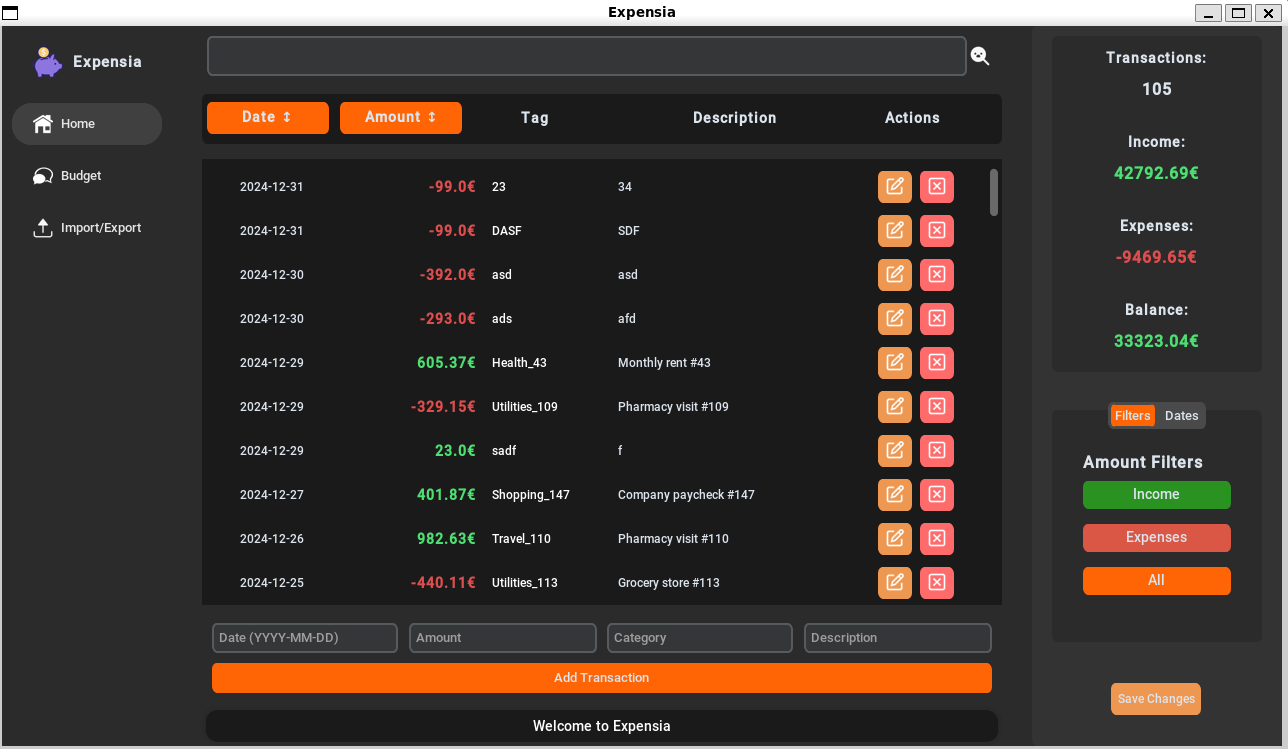 Expensia
Expensia
Home
Budget
Import/Export
Date ↕ Amount ↕ Tag Description Actions
2024-12-31 -99.0€ 23 34
2024-12-31 -99.0€ DASF SDF
2024-12-30 -392.0€ asd asd
2024-12-30 -293.0€ ads afd
2024-12-29 605.37€ Health_43 Monthly rent #43
2024-12-29 -329.15€ Utilities_109 Pharmacy visit #109
2024-12-29 23.0€ sadf f
2024-12-27 401.87€ Shopping_147 Company paycheck #147
2024-12-26 982.63€ Travel_110 Pharmacy visit #110
2024-12-25 -440.11€ Utilities_113 Grocery store #113
Date (YYYY-MM-DD) Amount Category Description
Add Transaction
Welcome to Expensia
Transactions:
105
Income:
42792.69€
Expenses:
-9469.65€
Balance:
33323.04€
Filters Dates
Amount Filters
Income
Expenses
All
Save Changes